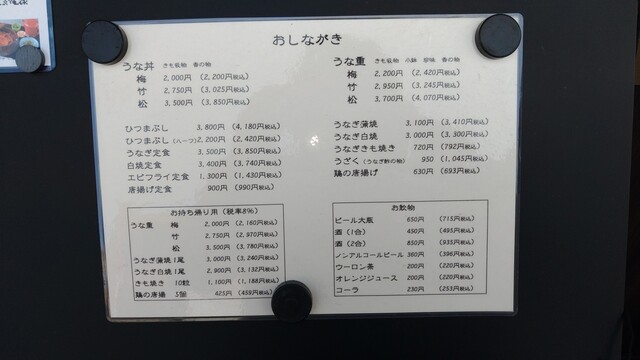 おしながき
うな丼 きも吸物 香の物
梅 2,000円 (2,200円税込)
竹 2,750円 (3,025円税込)
松 3,500円 (3,850円税込)
ひつまぶし 3,800円 (4,180円税込)
ひつまぶし (ハーフ) 2,200円 (2,420円税込)
うなぎ定食 3,500円 (3,850円税込)
白焼定食 3,400円 (3,740円税込)
エビフライ定食 1,300円 (1,430円税込)
唐揚げ定食 900円 (990円税込)
お持ち帰り用 (税率8%)
うな重 梅 2,000円 (2,160円税込)
竹 2,750円 (2,970円税込)
松 3,500円 (3,780円税込)
うなぎ蒲焼1尾 3,000円 (3,240円税込)
うなぎ白焼1尾 2,900円 (3,132円税込)
きも焼き 10粒 1,100円 (1,188円税込)
鶏の唐揚 5個 425円 (459円税込)
うな重 きも吸物 小鉢 香の物
梅 2,200円 (2,420円税込)
竹 2,950円 (3,245円税込)
松 3,700円 (4,070円税込)
うなぎ蒲焼 3,100円 (3,410円税込)
うなぎ白焼 3,000円 (3,300円税込)
うなぎきも焼き 720円 (792円税込)
うざく (うなぎ酢の物) 950 (1,045円税込)
鶏の唐揚げ 630円 (693円税込)
お飲物
ビール大瓶 650円 (715円税込)
酒 (1合) 450円 (495円税込)
酒 (2合) 850円 (935円税込)
ノンアルコールビール 360円 (396円税込)
ウーロン茶 200円 (220円税込)
オレンジジュース 200円 (220円税込)
コーラ 230円 (253円税込)